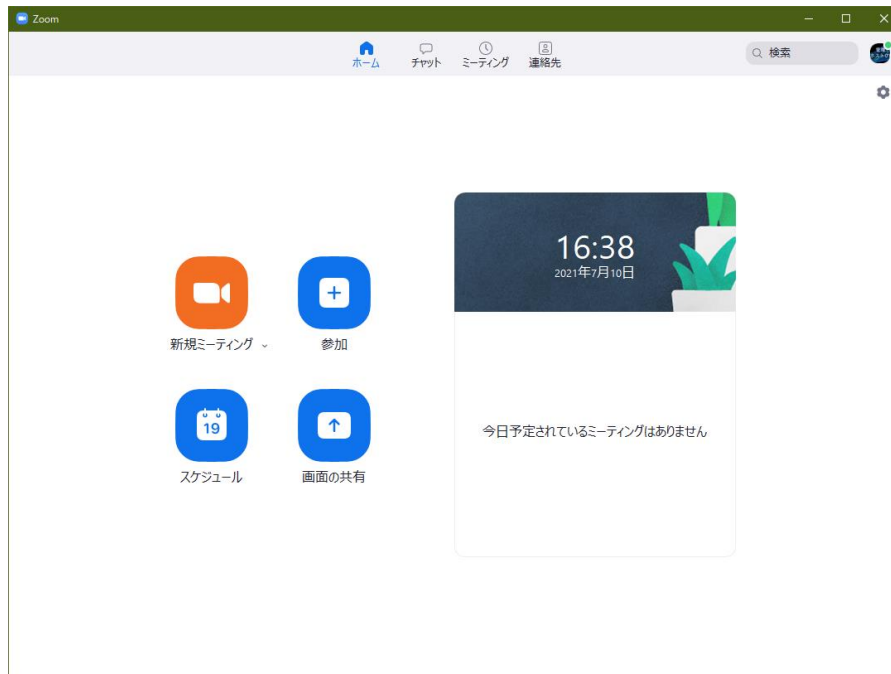 Zoom
ホーム
チャット
ミーティング
連絡先
検索
16:38
2021年7月10日
新規ミーティング
参加
19
スケジュール
画面の共有
今日予定されているミーティングはありません